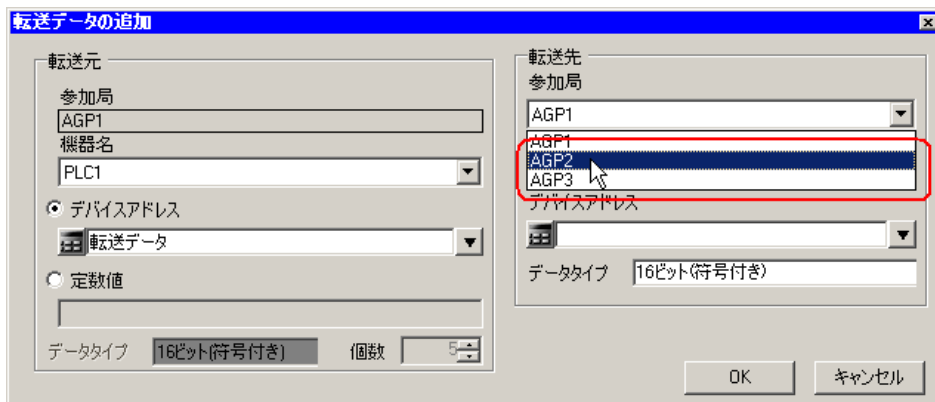 転送データの追加
転送元
参加局
AGP1
機器名
PLC1
デバイスアドレス
転送データ
定数値
データタイプ 16ビット(符号付き) 個数 5
転送先
参加局
AGP1
AGP1
AGP2
AGP3
デバイスアドレス
データタイプ 16ビット(符号付き)
OK キャンセル